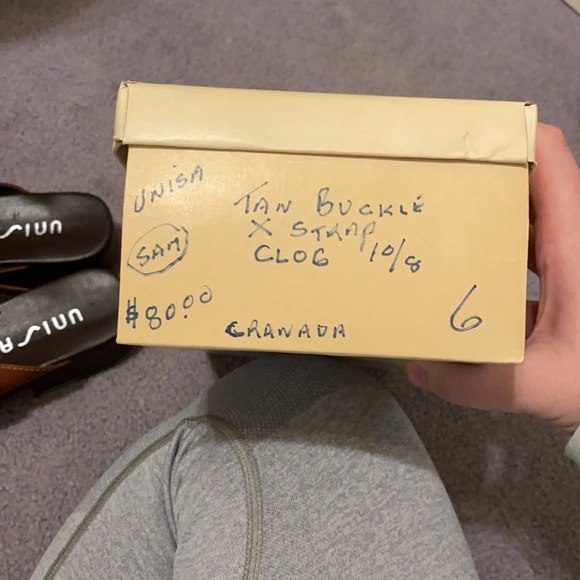 UNISA
TAN BUCKLE
X STRAP
CLOG 10/8
SAM
$80.00
GRANADA
6
UNISA
UNISA